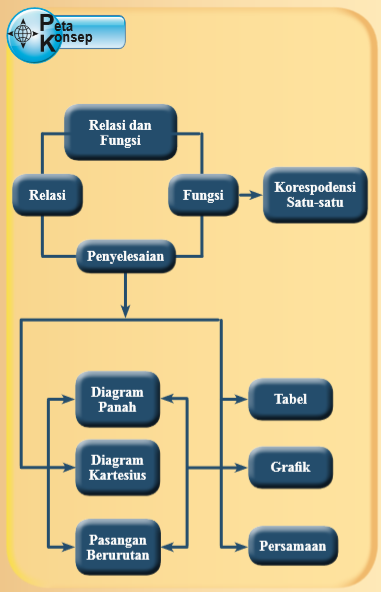 Peta
Konsep
Relasi dan
Fungsi
Relasi
Fungsi
Korespodensi
Satu-satu
Penyelesaian
Diagram
Panah
Tabel
Diagram
Kartesius
Grafik
Pasangan
Berurutan
Persamaan